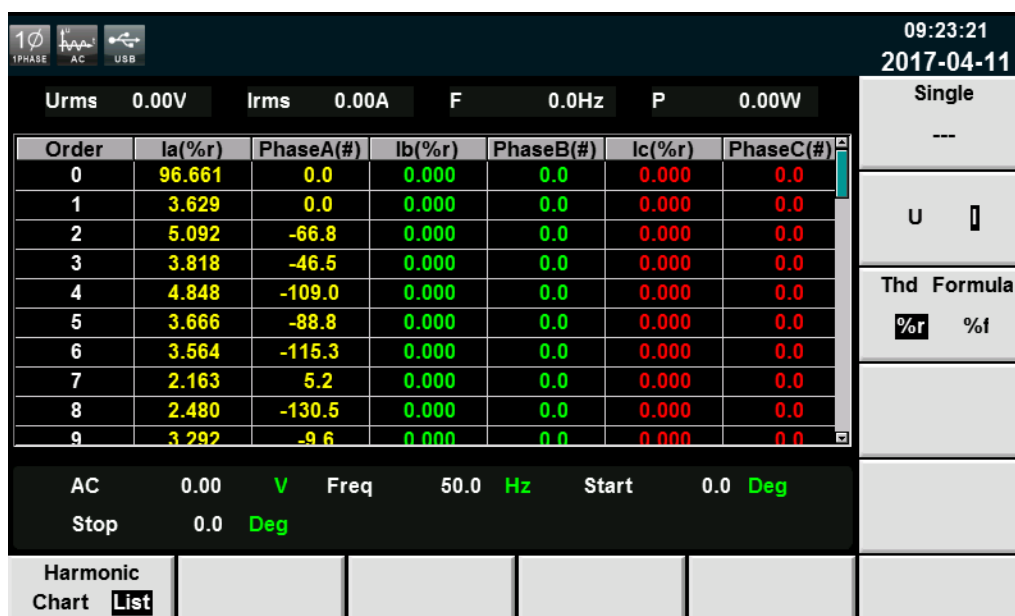 1Ø
1PHASE
U t
AC
USB
09:23:21
2017-04-11
Urms 0.00V Irms 0.00A F 0.0Hz P 0.00W
Order Ia(%r) PhaseA(#) Ib(%r) PhaseB(#) Ic(%r) PhaseC(#)
0 96.661 0.0 0.000 0.0 0.000 0.0
1 3.629 0.0 0.000 0.0 0.000 0.0
2 5.092 -66.8 0.000 0.0 0.000 0.0
3 3.818 -46.5 0.000 0.0 0.000 0.0
4 4.848 -109.0 0.000 0.0 0.000 0.0
5 3.666 -88.8 0.000 0.0 0.000 0.0
6 3.564 -115.3 0.000 0.0 0.000 0.0
7 2.163 5.2 0.000 0.0 0.000 0.0
8 2.480 -130.5 0.000 0.0 0.000 0.0
9 3.292 -9.6 0.000 0.0 0.000 0.0
AC 0.00 V Freq 50.0 Hz Start 0.0 Deg
Stop 0.0 Deg
Single
---
U I
Thd Formula
%r %f
Harmonic
Chart List